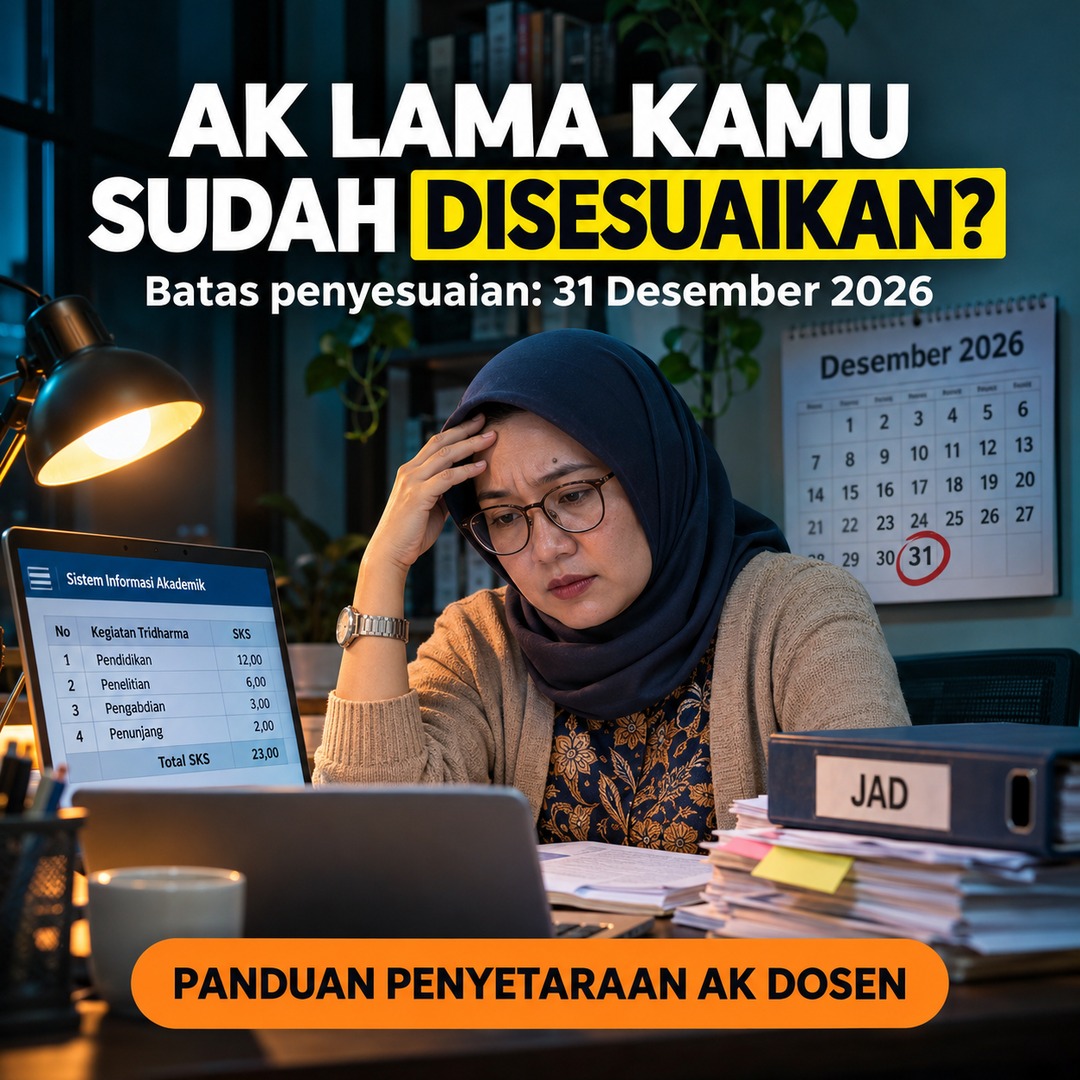 AK LAMA KAMU
SUDAH DISESUAIKAN?
Batas penyesuaian: 31 Desember 2026
Desember 2026
1 2 3 4 5 6
7 8 9 10 11 12 13
14 15 16 17 18 19 20
21 22 23 24 25 26 27
29 30 31
Sistem Informasi Akademik
No Kegiatan Tridharma SKS
1 Pendidikan 12,00
2 Penelitian 6,00
3 Pengabdian 3,00
4 Penunjang 2,00
Total SKS 23,00
JAD
PANDUAN PENYETARAAN AK DOSEN